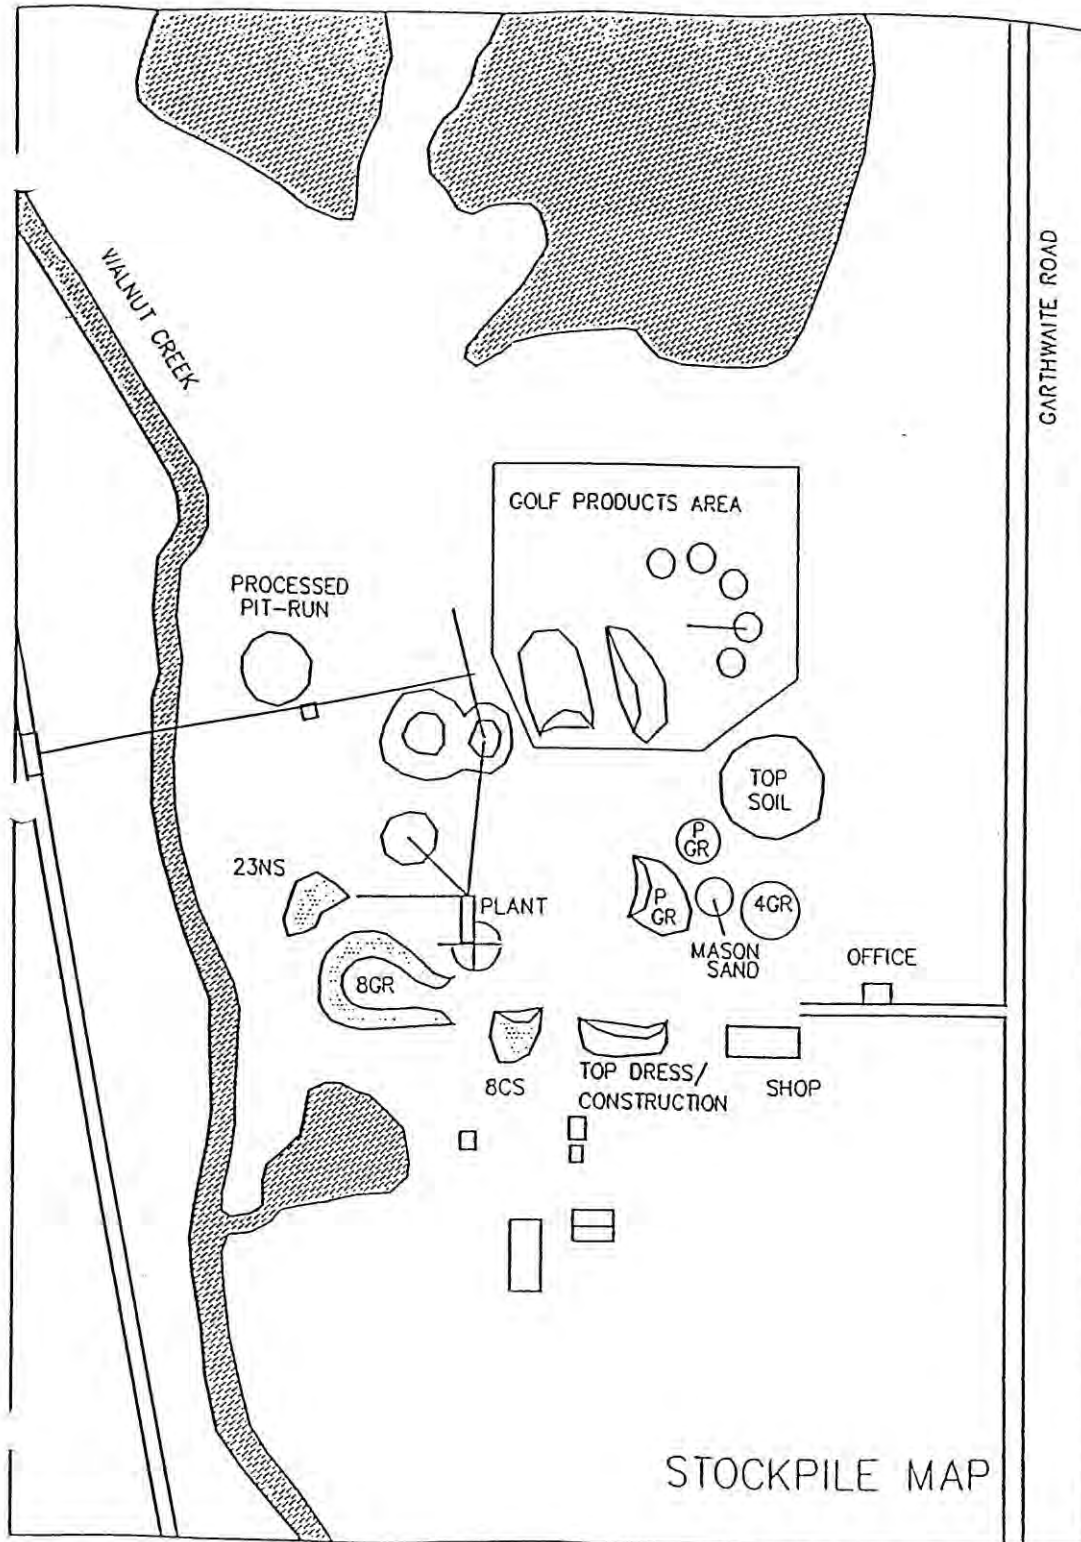 WALNUT CREEK
GARTHWAITE ROAD
GOLF PRODUCTS AREA
PROCESSED
PIT-RUN
TOP
SOIL
P
GR
23NS
PLANT
P
GR
4GR
MASON
SAND
OFFICE
8GR
8CS
TOP DRESS/
CONSTRUCTION
SHOP
STOCKPILE MAP